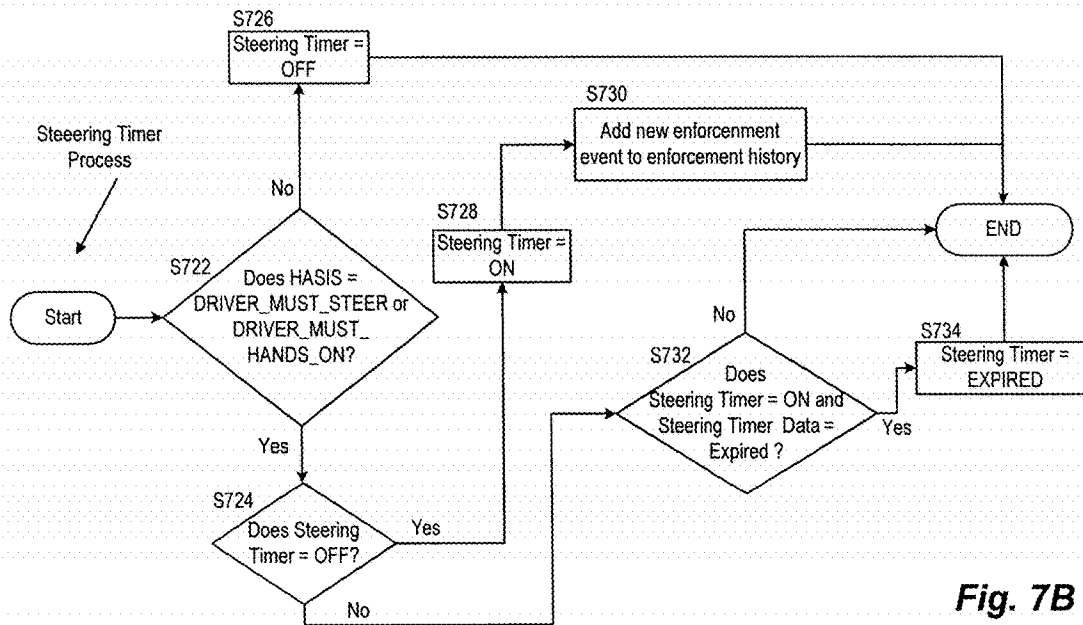 S726
Steering Timer =
OFF
Steeering Timer
Process
No
S722
Does HASIS =
DRIVER_MUST_STEER or
DRIVER_MUST_
HANDS_ON?
Start
Yes
S724
Does Steering
Timer = OFF?
Yes
No
S728
Steering Timer =
ON
S730
Add new enforcenment
event to enforcement history
END
No
S732
Does
Steering Timer = ON and
Steering Timer Data =
Expired ?
Yes
S734
Steering Timer =
EXPIRED
Fig. 7B